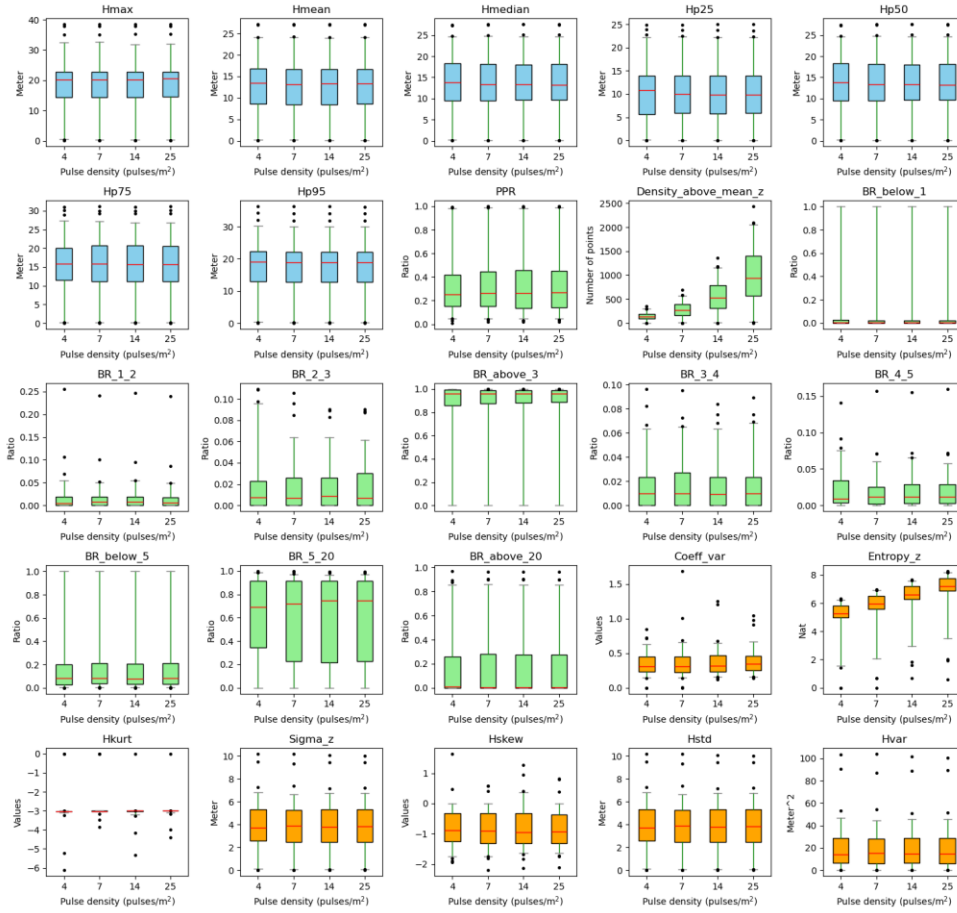 Hmax Hmean Hmedian Hp25 Hp50
40 30 20 10 0 Meter 4 7 14 25 Pulse density (pulses/m²)
25 20 15 10 5 0 Meter 4 7 14 25 Pulse density (pulses/m²)
25 20 15 10 5 0 Meter 4 7 14 25 Pulse density (pulses/m²)
25 20 15 10 5 0 Meter 4 7 14 25 Pulse density (pulses/m²)
25 20 15 10 5 0 Meter 4 7 14 25 Pulse density (pulses/m²)
Hp75 Hp95 PPR Density_above_mean_z BR_below_1
30 25 20 15 10 5 0 Meter 4 7 14 25 Pulse density (pulses/m²)
30 20 10 0 Meter 4 7 14 25 Pulse density (pulses/m²)
1.0 0.8 0.6 0.4 0.2 0.0 Ratio 4 7 14 25 Pulse density (pulses/m²)
2500 2000 1500 1000 500 0 Number of points 4 7 14 25 Pulse density (pulses/m²)
1.0 0.8 0.6 0.4 0.2 0.0 Ratio 4 7 14 25 Pulse density (pulses/m²)
BR_1_2 BR_2_3 BR_above_3 BR_3_4 BR_4_5
0.25 0.20 0.15 0.10 0.05 0.00 Ratio 4 7 14 25 Pulse density (pulses/m²)
0.10 0.08 0.06 0.04 0.02 0.00 Ratio 4 7 14 25 Pulse density (pulses/m²)
1.0 0.8 0.6 0.4 0.2 0.0 Ratio 4 7 14 25 Pulse density (pulses/m²)
0.10 0.08 0.06 0.04 0.02 0.00 Ratio 4 7 14 25 Pulse density (pulses/m²)
0.15 0.10 0.05 0.00 Ratio 4 7 14 25 Pulse density (pulses/m²)
BR_below_5 BR_5_20 BR_above_20 Coeff_var Entropy_z
1.0 0.8 0.6 0.4 0.2 0.0 Ratio 4 7 14 25 Pulse density (pulses/m²)
1.0 0.8 0.6 0.4 0.2 0.0 Ratio 4 7 14 25 Pulse density (pulses/m²)
1.0 0.8 0.6 0.4 0.2 0.0 Ratio 4 7 14 25 Pulse density (pulses/m²)
1.5 1.0 0.5 0.0 Values 4 7 14 25 Pulse density (pulses/m²)
8 6 4 2 0 Nat 4 7 14 25 Pulse density (pulses/m²)
Hkurt Sigma_z Hskew Hstd Hvar
0 −1 −2 −3 −4 −5 −6 Values 4 7 14 25 Pulse density (pulses/m²)
10 8 6 4 2 0 Meter 4 7 14 25 Pulse density (pulses/m²)
1 0 −1 −2 Values 4 7 14 25 Pulse density (pulses/m²)
10 8 6 4 2 0 Meter 4 7 14 25 Pulse density (pulses/m²)
100 80 60 40 20 0 Meter^2 4 7 14 25 Pulse density (pulses/m²)